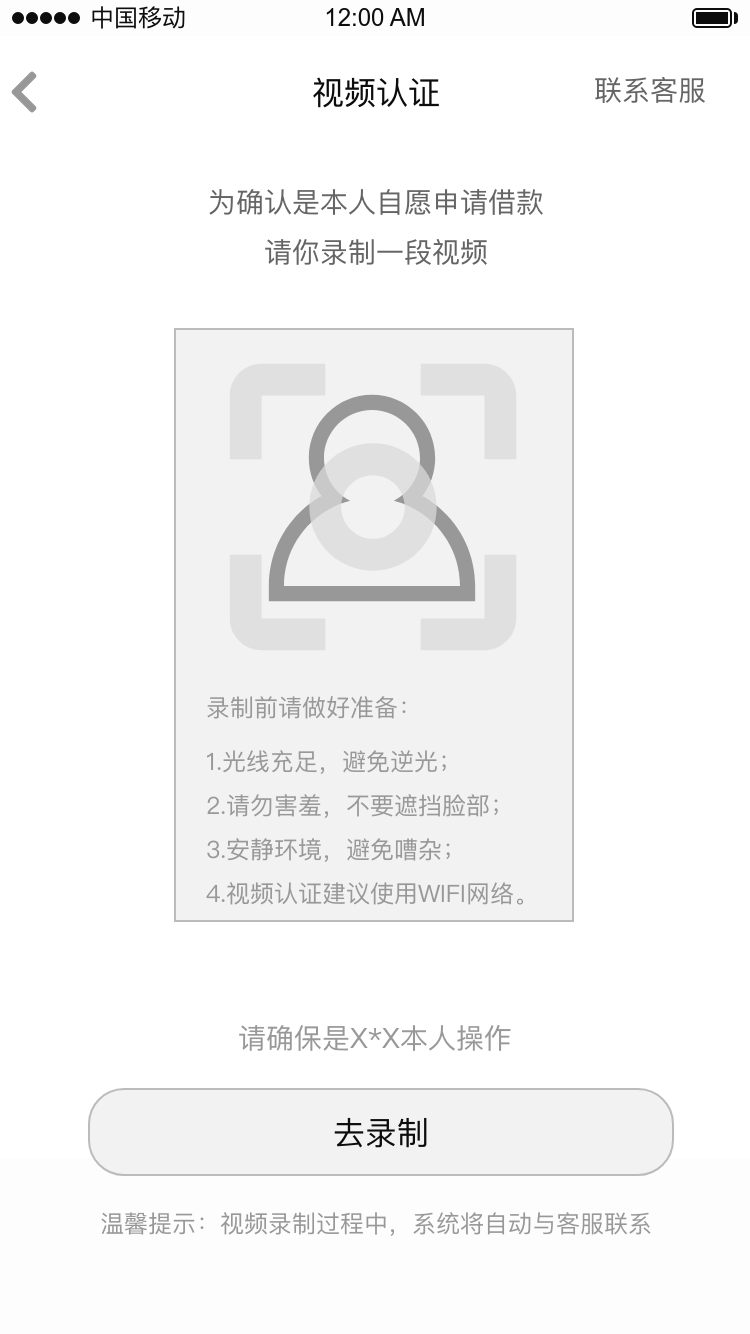 中国移动 12:00 AM
视频认证 联系客服
为确认是本人自愿申请借款
请你录制一段视频
录制前请做好准备：
1.光线充足，避免逆光；
2.请勿害羞，不要遮挡脸部；
3.安静环境，避免嘈杂；
4.视频认证建议使用WIFI网络。
请确保是X*X本人操作
去录制
温馨提示：视频录制过程中，系统将自动与客服联系